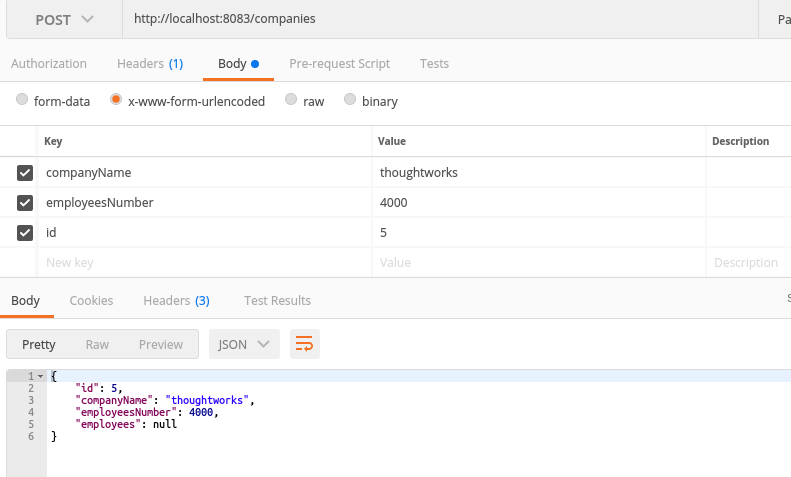 POST http://localhost:8083/companies Pa
Authorization Headers (1) Body Pre-request Script Tests
form-data x-www-form-urlencoded raw binary
Key Value Description
companyName thoughtworks
employeesNumber 4000
id 5
New key Value Description
Body Cookies Headers (3) Test Results S
Pretty Raw Preview JSON
1 {
2 "id": 5,
3 "companyName": "thoughtworks",
4 "employeesNumber": 4000,
5 "employees": null
6 }